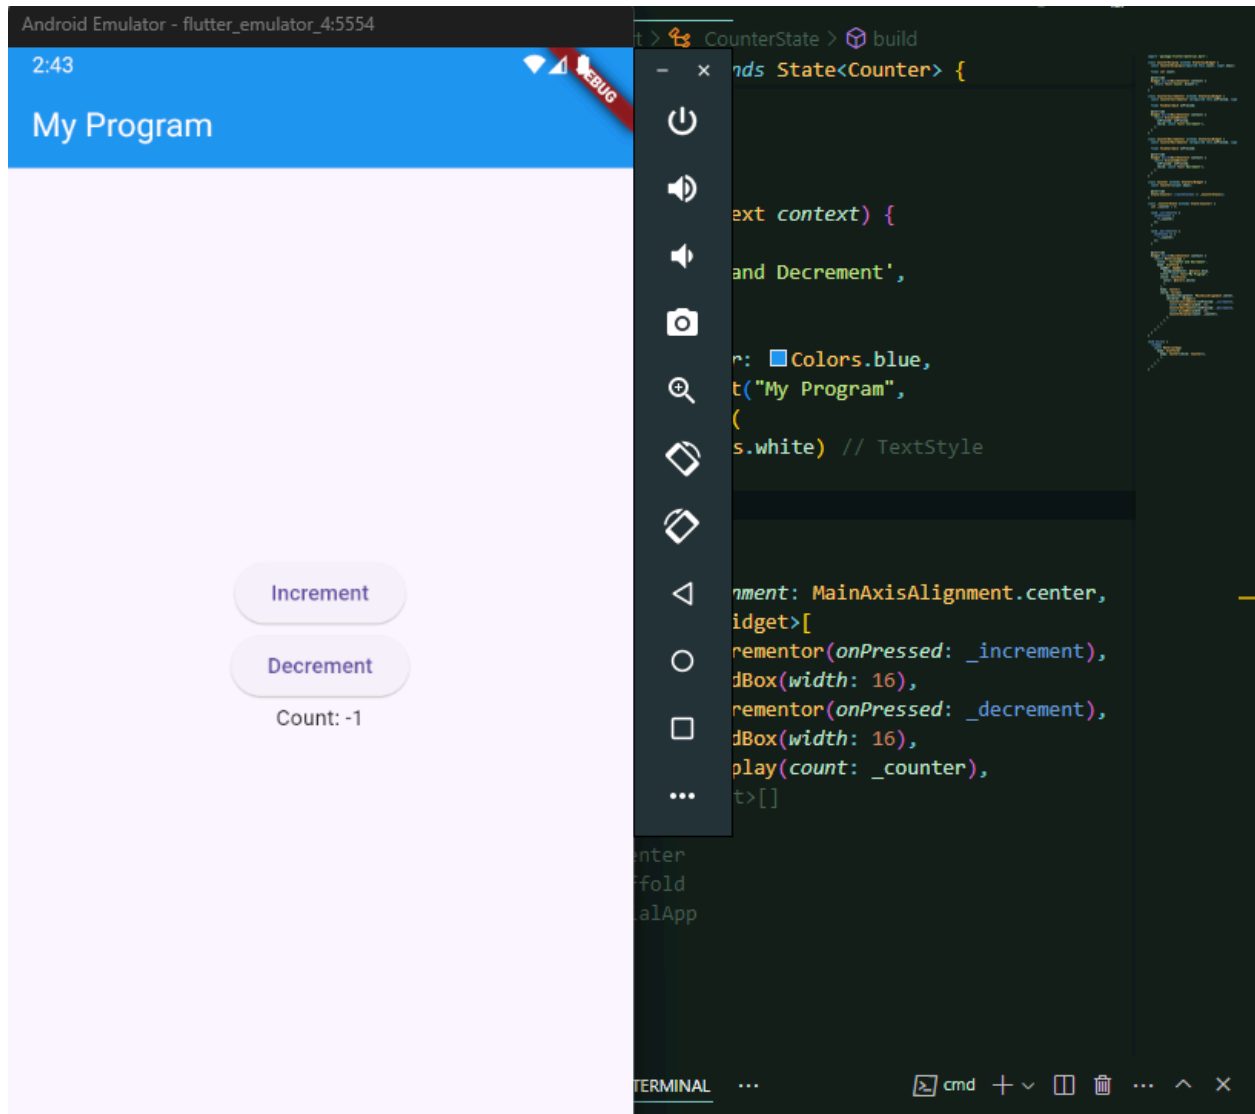 Android Emulator - flutter_emulator_4:5554
2:43
DEBUG
My Program
Increment
Decrement
Count: -1
t > CounterState > build
nds State<Counter> {
ext context) {
and Decrement',
r: Colors.blue,
t("My Program",
(
s.white) // TextStyle
nment: MainAxisAlignment.center,
idget>[
rementor(onPressed: _increment),
dBox(width: 16),
rementor(onPressed: _decrement),
dBox(width: 16),
play(count: _counter),
t>[]
enter
ffold
ialApp
TERMINAL ... cmd